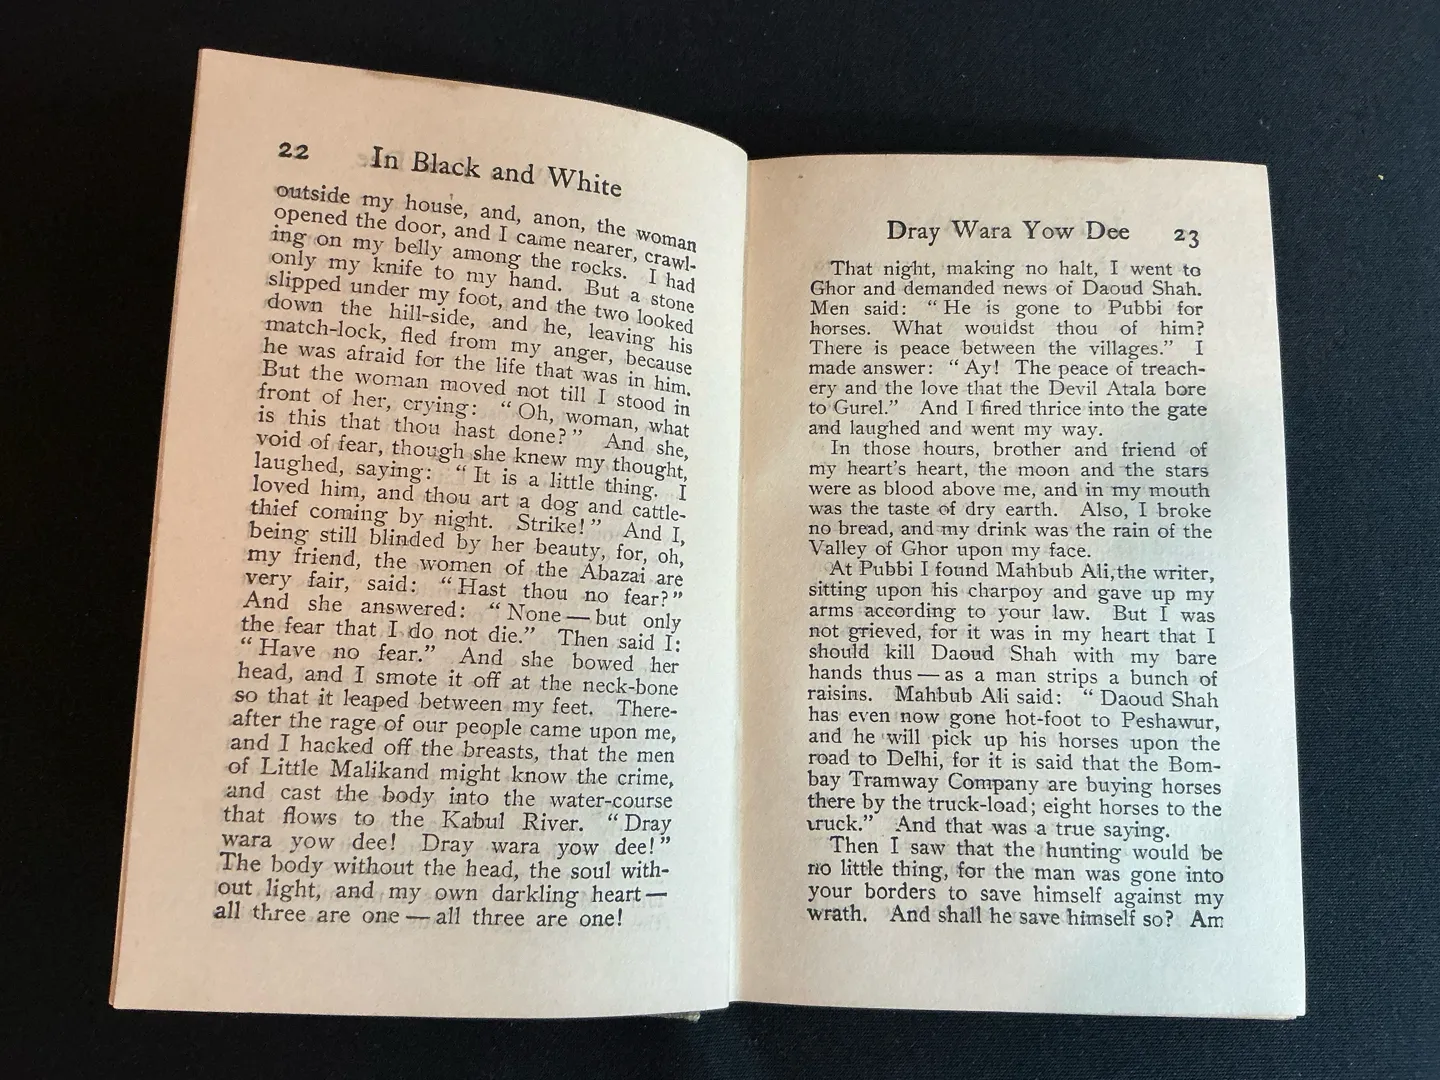 22 In Black and White
outside my house, and, anon, the woman
opened the door, and I came nearer, crawl-
ing on my belly among the rocks. I had
only my knife to my hand. But a stone
slipped under my foot, and the two looked
down the hill-side, and he, leaving his
match-lock, fled from my anger, because
he was afraid for the life that was in him.
But the woman moved not till I stood in
front of her, crying: “Oh, woman, what
is this that thou hast done?” And she,
void of fear, though she knew my thought,
laughed, saying: “It is a little thing. I
loved him, and thou art a dog and cattle-
thief coming by night. Strike!” And I,
being still blinded by her beauty, for, oh,
my friend, the women of the Abazai are
very fair, said: “Hast thou no fear?”
And she answered: “None — but only
the fear that I do not die.” Then said I:
“Have no fear.” And she bowed her
head, and I smote it off at the neck-bone
so that it leaped between my feet. There-
after the rage of our people came upon me,
and I hacked off the breasts, that the men
of Little Malikand might know the crime,
and cast the body into the water-course
that flows to the Kabul River. “Dray
wara yow dee! Dray wara yow dee!”
The body without the head, the soul with-
out light, and my own darkling heart —
all three are one — all three are one!
Dray Wara Yow Dee 23
That night, making no halt, I went to
Ghor and demanded news of Daoud Shah.
Men said: “He is gone to Pubbi for
horses. What wouldst thou of him?
There is peace between the villages.” I
made answer: “Ay! The peace of treach-
ery and the love that the Devil Atala bore
to Gurel.” And I fired thrice into the gate
and laughed and went my way.
In those hours, brother and friend of
my heart's heart, the moon and the stars
were as blood above me, and in my mouth
was the taste of dry earth. Also, I broke
no bread, and my drink was the rain of the
Valley of Ghor upon my face.
At Pubbi I found Mahbub Ali, the writer,
sitting upon his charpoy and gave up my
arms according to your law. But I was
not grieved, for it was in my heart that I
should kill Daoud Shah with my bare
hands thus — as a man strips a bunch of
raisins. Mahbub Ali said: “Daoud Shah
has even now gone hot-foot to Peshawur,
and he will pick up his horses upon the
road to Delhi, for it is said that the Bom-
bay Tramway Company are buying horses
there by the truck-load; eight horses to the
truck.” And that was a true saying.
Then I saw that the hunting would be
no little thing, for the man was gone into
your borders to save himself against my
wrath. And shall he save himself so? Am